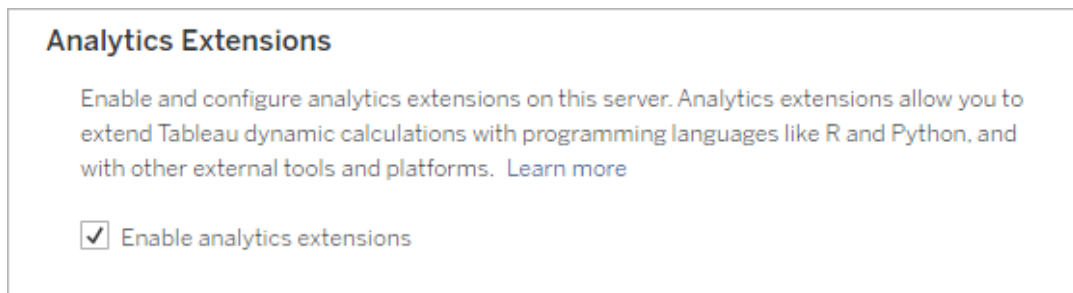 Analytics Extensions
Enable and configure analytics extensions on this server. Analytics extensions allow you to
extend Tableau dynamic calculations with programming languages like R and Python, and
with other external tools and platforms. Learn more
Enable analytics extensions